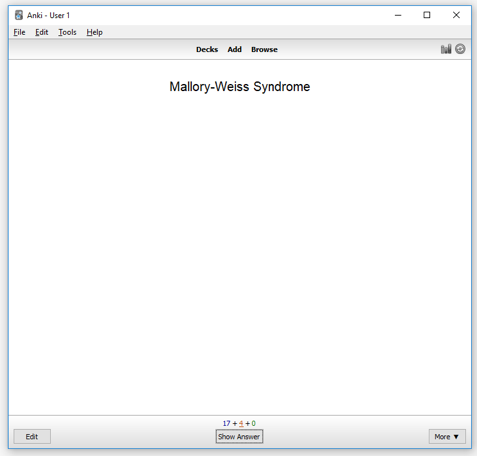 Anki - User 1
File Edit Tools Help
Decks Add Browse
Mallory-Weiss Syndrome
17 + 4 + 0
Edit Show Answer More ▼